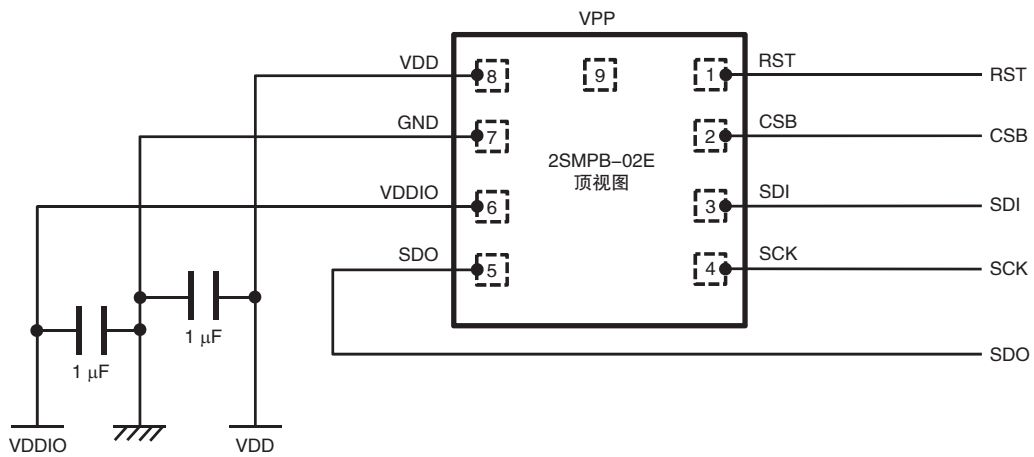 VPP
VDD
8
9
1
RST
RST
GND
7
2
CSB
CSB
2SMPB-02E
顶视图
VDDIO
6
3
SDI
SDI
SDO
5
4
SCK
SCK
1 μF
1 μF
SDO
VDDIO
VDD